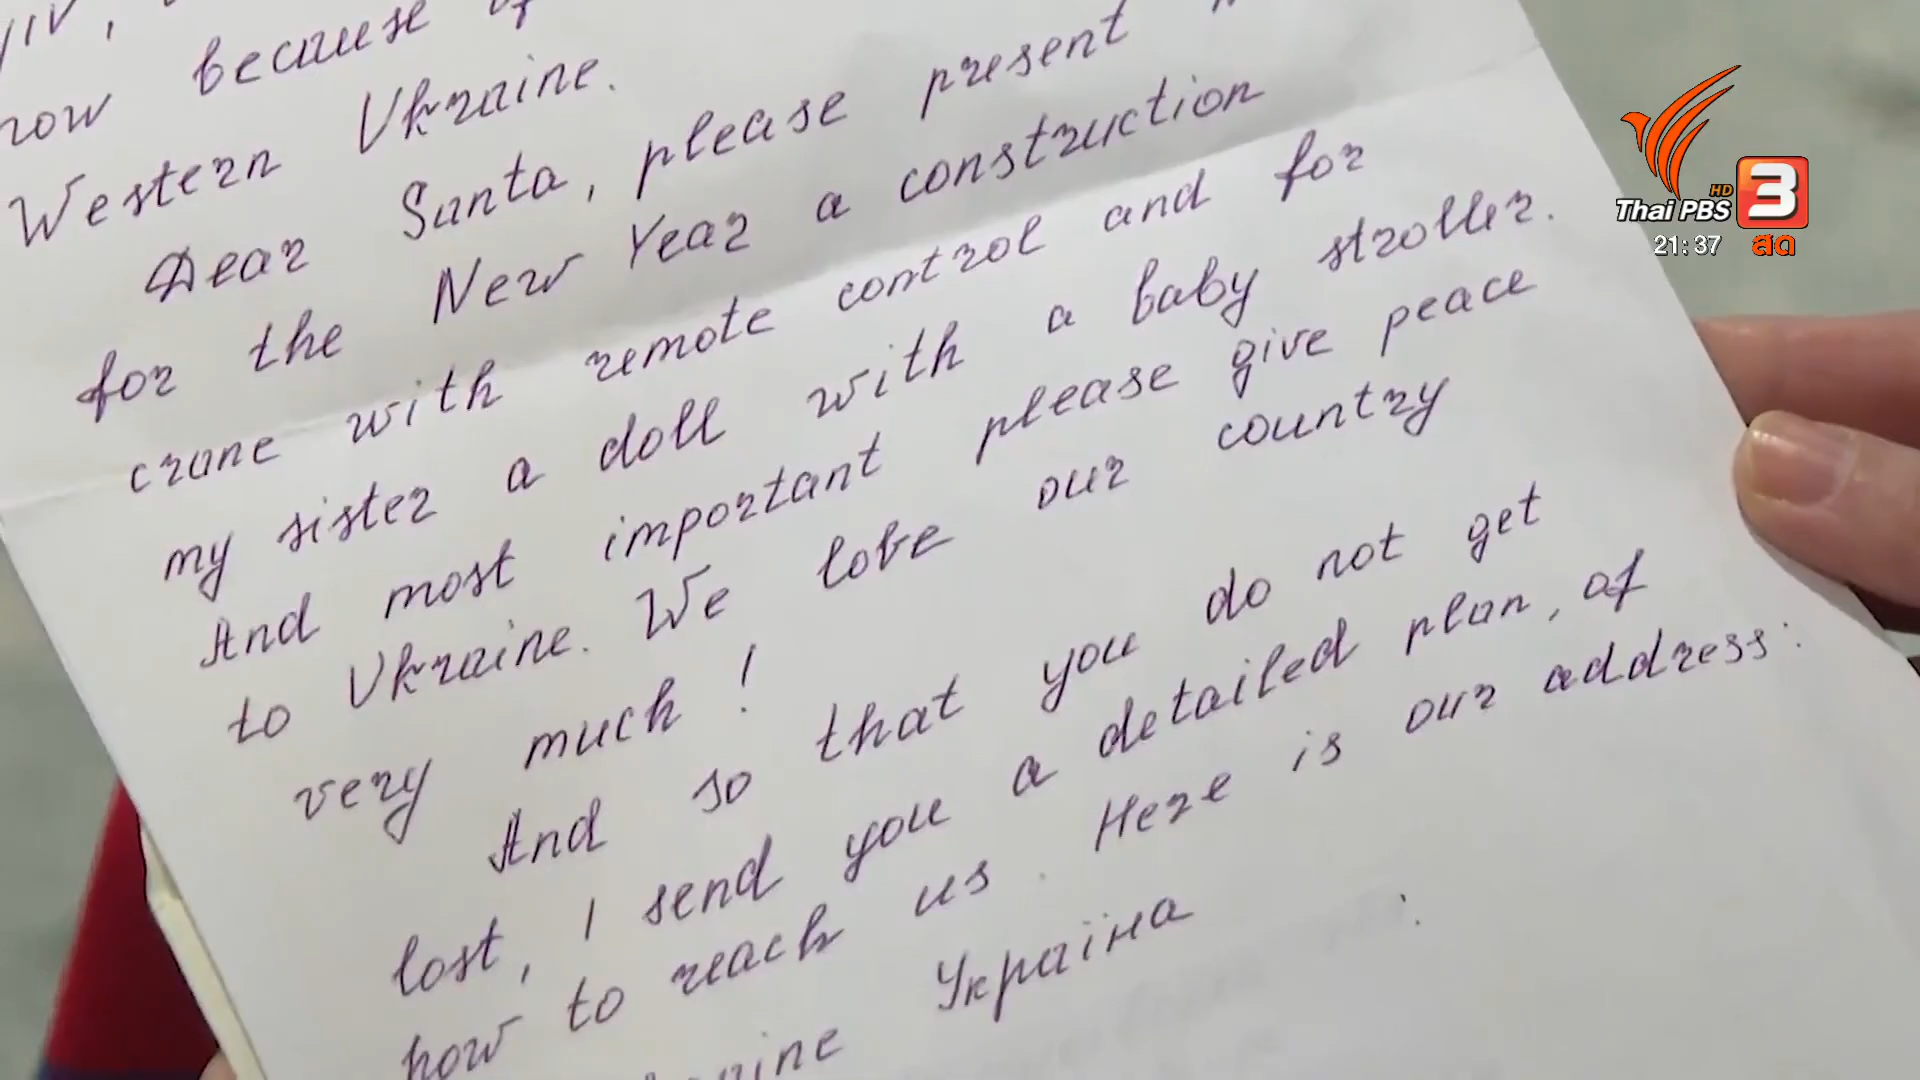 now because of
Western Ukraine.
Dear Santa, please present
for the New Year a construction
crane with remote control and for
my sister a doll with a baby stroller.
And most important please give peace
to Ukraine. We love our country
very much!
And so that you do not get
lost, I send you a detailed plan, of
how to reach us. Here is our address:
Україна
HD
Thai PBS 3
21:37 สด